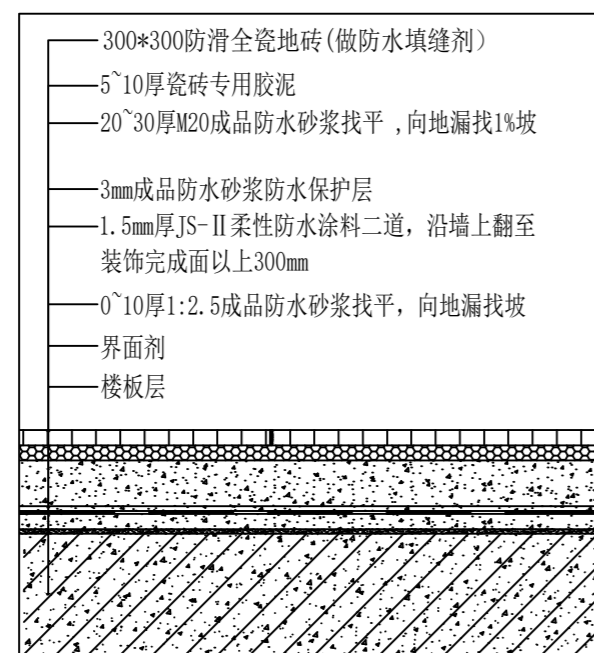 300*300防滑全瓷地砖(做防水填缝剂)
5~10厚瓷砖专用胶泥
20~30厚M20成品防水砂浆找平 ,向地漏找1%坡
3mm成品防水砂浆防水保护层
1.5mm厚JS-Ⅱ柔性防水涂料二道，沿墙上翻至
装饰完成面以上300mm
0~10厚1:2.5成品防水砂浆找平，向地漏找坡
界面剂
楼板层